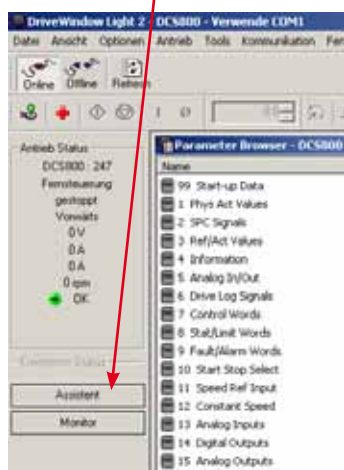 DriveWindow Light 2 - DCS800 - Verwende COM1
Datei Ansicht Optionen Antrieb Tools Kommunikation Fen
Online Offline Refresh
Antrieb Status
DCS800 : 247
Fernsteuerung
gestoppt
Vorwärts
0 V
0 A
0 A
0 rpm
OK
Assistent
Monitor
Parameter Browser - DCS800
Name
99 Start-up Data
1 Phys Act Values
2 SPC Signals
3 Ref/Act Values
4 Information
5 Analog In/Out
6 Drive Log Signals
7 Control Words
8 Stat/Limit Words
9 Fault/Alarm Words
10 Start Stop Select
11 Speed Ref Input
12 Constant Speed
13 Analog Inputs
14 Digital Outputs
15 Analog Outputs